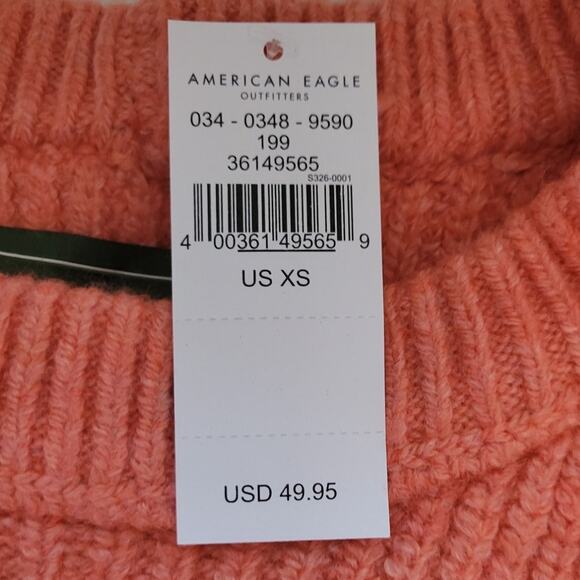 AMERICAN EAGLE
OUTFITTERS
034 - 0348 - 9590
199
36149565
S326-0001
4 00361 49565 9
US XS
USD 49.95